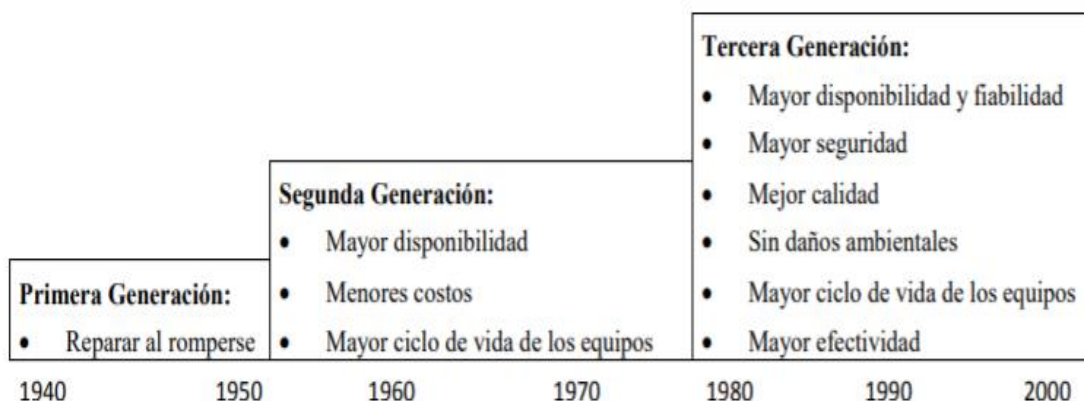 Tercera Generación:
• Mayor disponibilidad y fiabilidad
• Mayor seguridad
• Mejor calidad
• Sin daños ambientales
• Mayor ciclo de vida de los equipos
• Mayor efectividad
Segunda Generación:
• Mayor disponibilidad
• Menores costos
• Mayor ciclo de vida de los equipos
Primera Generación:
• Reparar al romperse
1940 1950 1960 1970 1980 1990 2000